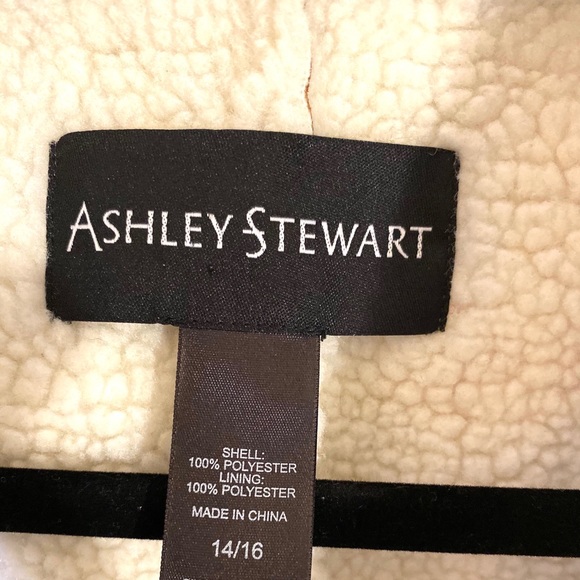 ASHLEY STEWART
SHELL:
100% POLYESTER
LINING:
100% POLYESTER
MADE IN CHINA
14/16